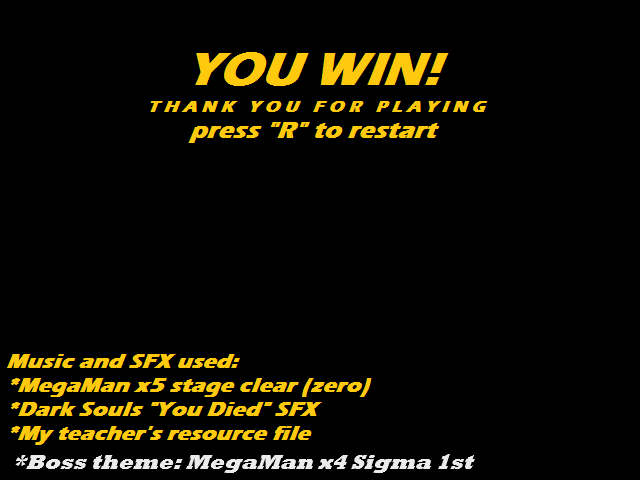 YOU WIN!
THANK YOU FOR PLAYING
press "R" to restart
Music and SFX used:
*MegaMan x5 stage clear (zero)
*Dark Souls "You Died" SFX
*My teacher's resource file
*Boss theme: MegaMan x4 Sigma 1st